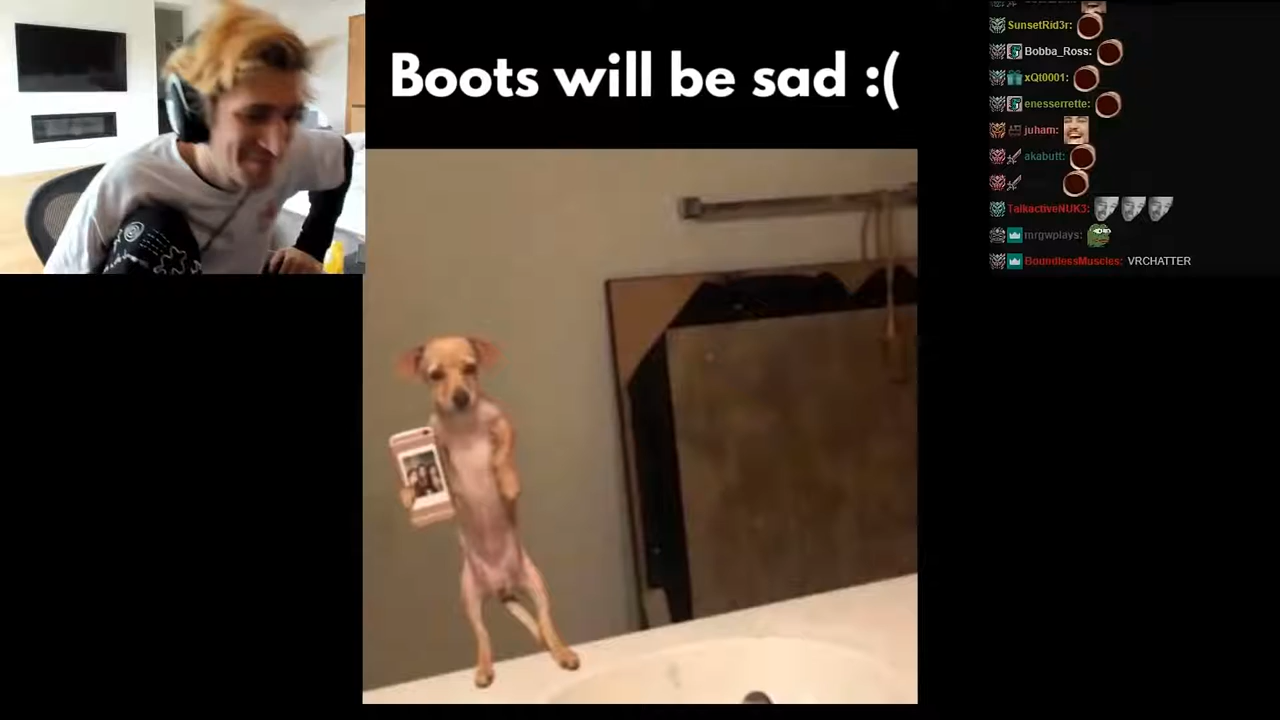 Boots will be sad :(
SunsetRid3r:
Bobba_Ross:
xQt0001:
enesserrette:
juham:
akabutt:
TalkactiveNUK3:
mrgwplays:
BoundlessMuscles: VRCHATTER